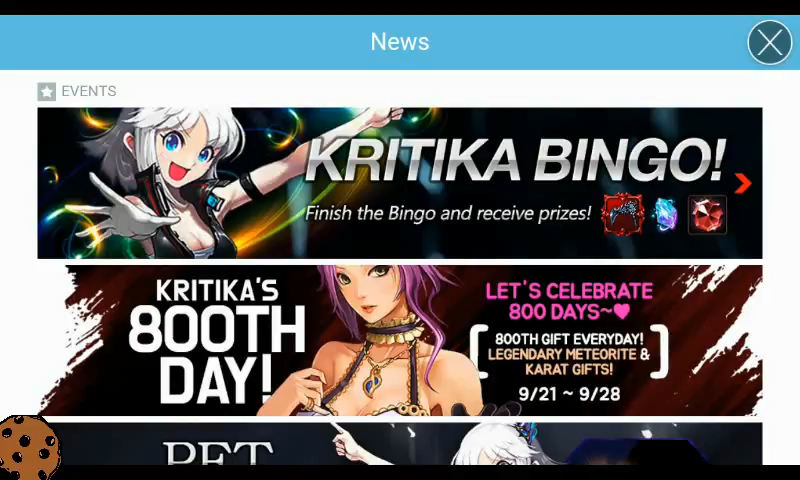 News
EVENTS
KRITIKA BINGO!
Finish the Bingo and receive prizes!
KRITIKA'S
800TH
DAY!
LET'S CELEBRATE
800 DAYS~♥
800TH GIFT EVERYDAY!
LEGENDARY METEORITE &
KARAT GIFTS!
9/21 ~ 9/28
PET